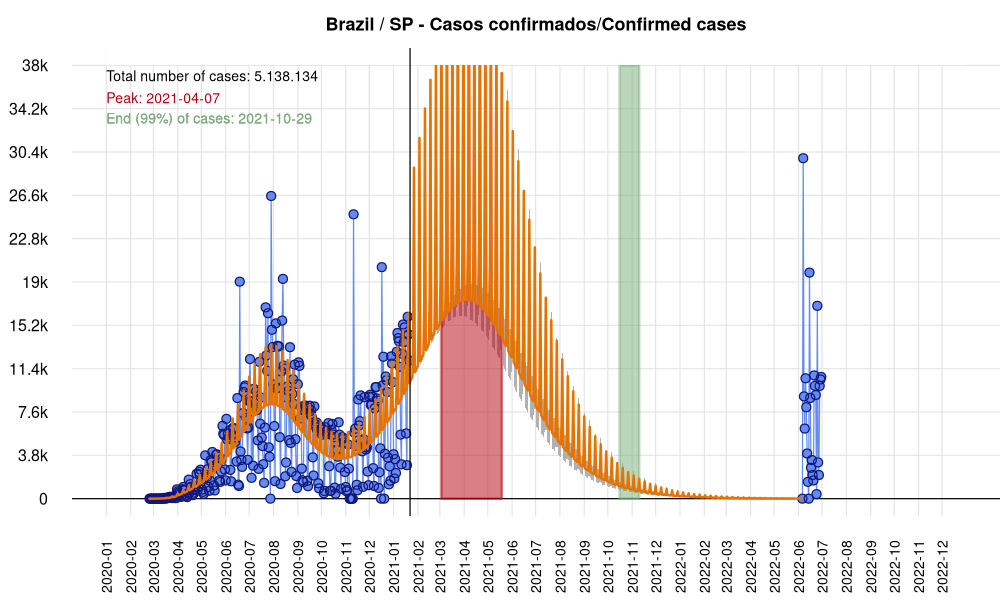 Brazil / SP - Casos confirmados/Confirmed cases
38k
34.2k
30.4k
26.6k
22.8k
19k
15.2k
11.4k
7.6k
3.8k
0
Total number of cases: 5.138.134
Peak: 2021-04-07
End (99%) of cases: 2021-10-29
2020-01
2020-02
2020-03
2020-04
2020-05
2020-06
2020-07
2020-08
2020-09
2020-10
2020-11
2020-12
2021-01
2021-02
2021-03
2021-04
2021-05
2021-06
2021-07
2021-08
2021-09
2021-10
2021-11
2021-12
2022-01
2022-02
2022-03
2022-04
2022-05
2022-06
2022-07
2022-08
2022-09
2022-10
2022-11
2022-12